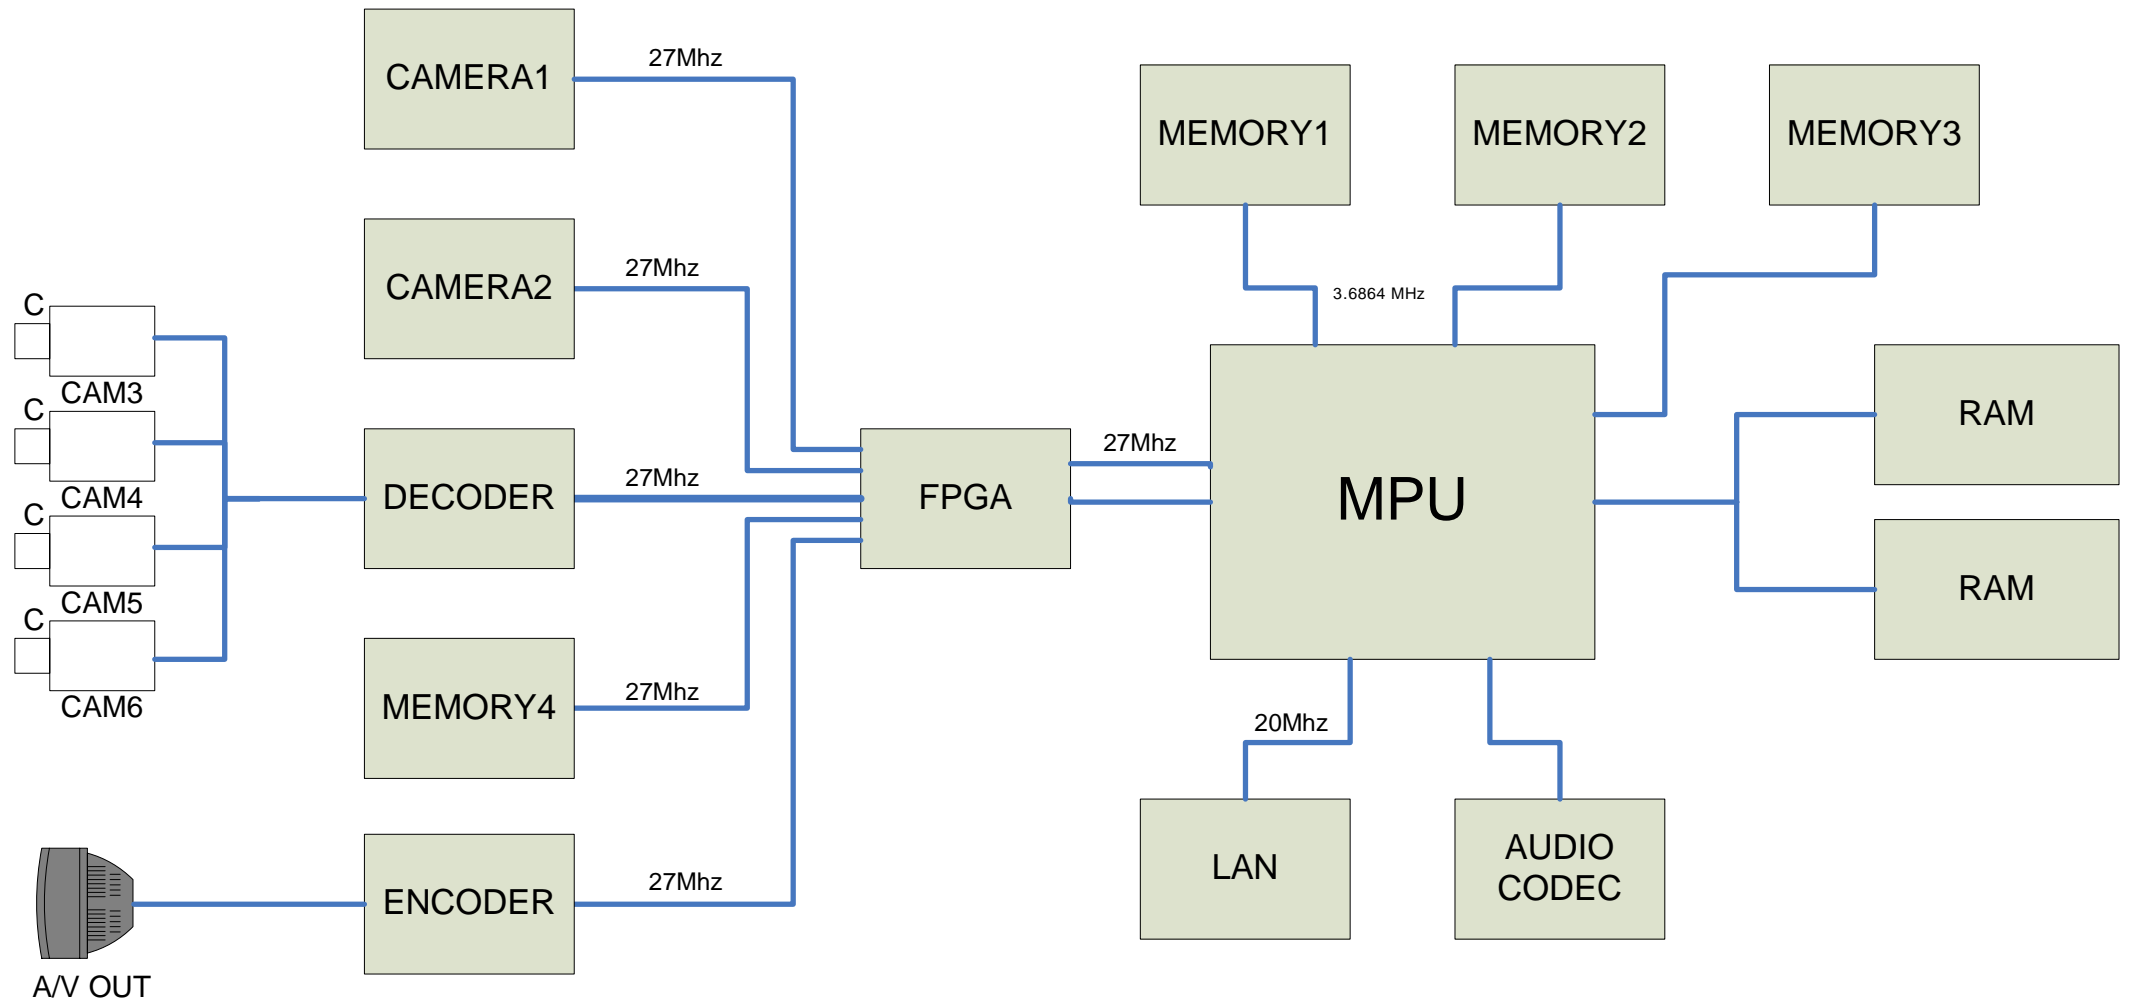 CAMERA1
27Mhz
CAMERA2
27Mhz
C
CAM3
C
CAM4
C
CAM5
C
CAM6
DECODER
27Mhz
MEMORY4
27Mhz
A/V OUT
ENCODER
27Mhz
FPGA
27Mhz
MEMORY1
MEMORY2
MEMORY3
3.6864 MHz
MPU
RAM
RAM
20Mhz
LAN
AUDIO
CODEC